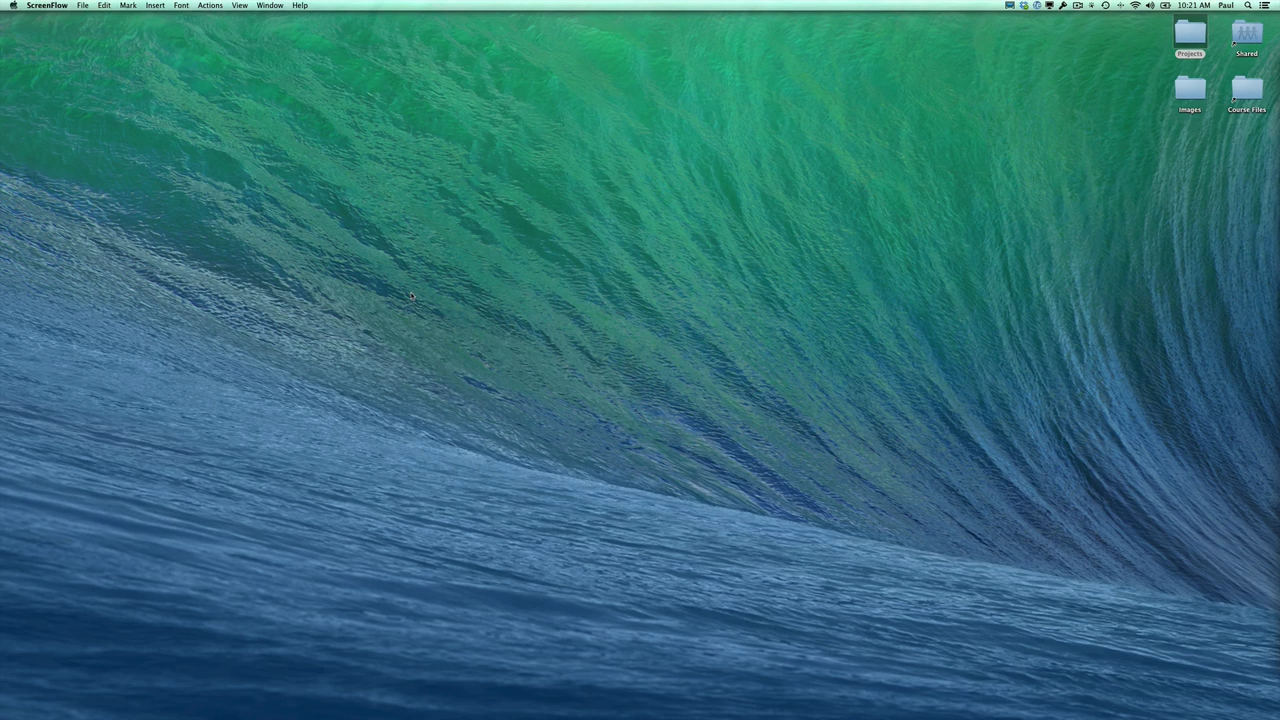 ScreenFlow File Edit Mark Insert Font Actions View Window Help 10:21 AM Paul
Projects Shared
Images Course Files